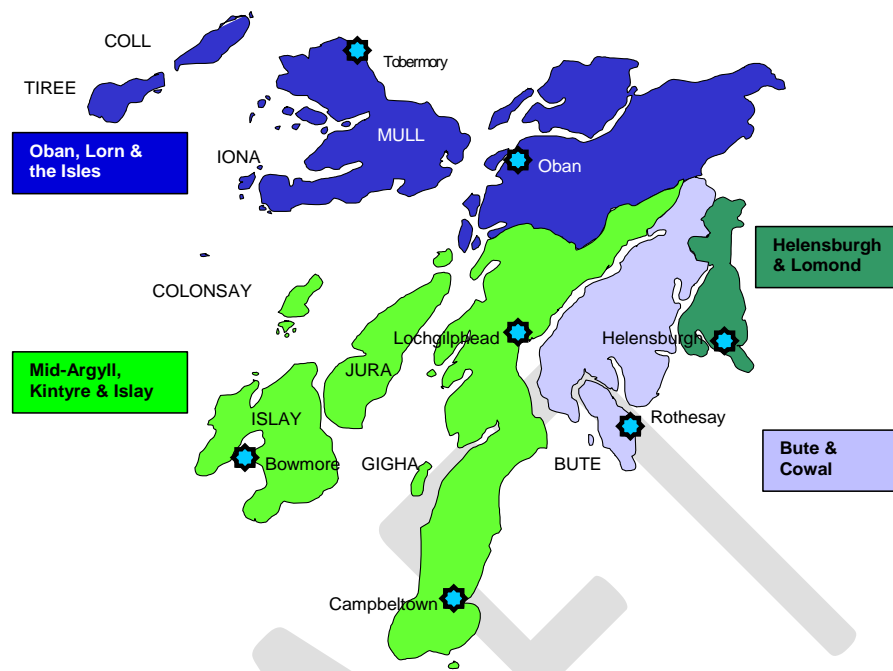 COLL
Tobermory
TIREE
MULL
Oban, Lorn &
the Isles
IONA
Oban
Helensburgh
& Lomond
COLONSAY
Lochgilphead
Helensburgh
Mid-Argyll,
Kintyre & Islay
JURA
ISLAY
Rothesay
Bowmore
GIGHA
BUTE
Bute &
Cowal
Campbeltown